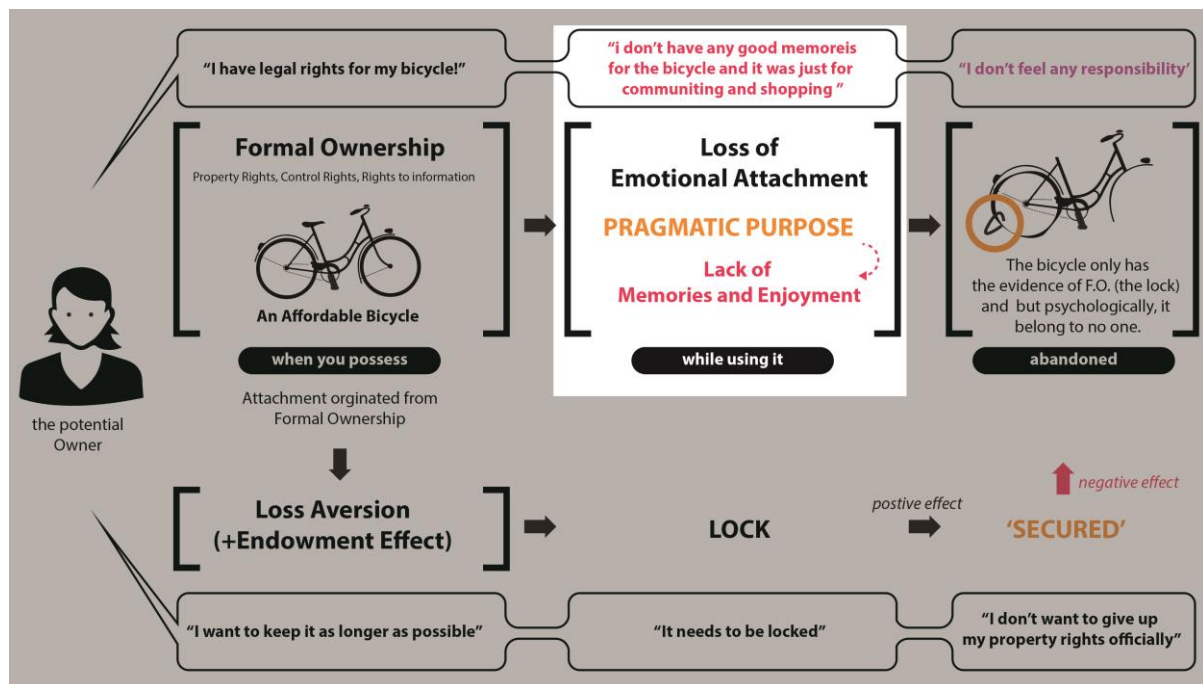 “I have legal rights for my bicycle!”
“i don’t have any good memoreis
for the bicycle and it was just for
communiting and shopping ”
“I don’t feel any responsibility’
Formal Ownership
Property Rights, Control Rights, Rights to information
An Affordable Bicycle
when you possess
Attachment orginated from
Formal Ownership
Loss of
Emotional Attachment
PRAGMATIC PURPOSE
Lack of
Memories and Enjoyment
while using it
The bicycle only has
the evidence of F.O. (the lock)
and but psychologically, it
belong to no one.
abandoned
the potential
Owner
Loss Aversion
(+Endowment Effect)
LOCK
postive effect
‘SECURED’
negative effect
“I want to keep it as longer as possible”
“It needs to be locked”
“I don’t want to give up
my property rights officially”